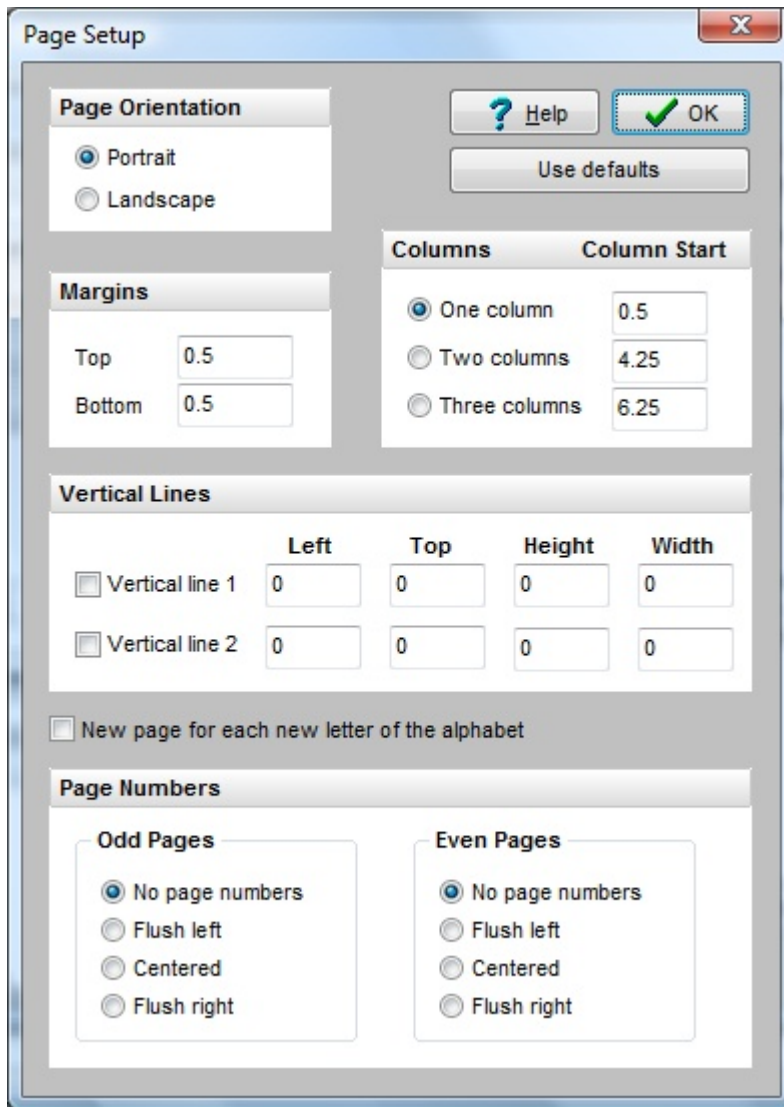 Page Setup
Page Orientation
Portrait
Landscape
? Help
OK
Use defaults
Margins
Top 0.5
Bottom 0.5
Columns Column Start
One column 0.5
Two columns 4.25
Three columns 6.25
Vertical Lines
Left Top Height Width
Vertical line 1 0 0 0 0
Vertical line 2 0 0 0 0
New page for each new letter of the alphabet
Page Numbers
Odd Pages
No page numbers
Flush left
Centered
Flush right
Even Pages
No page numbers
Flush left
Centered
Flush right